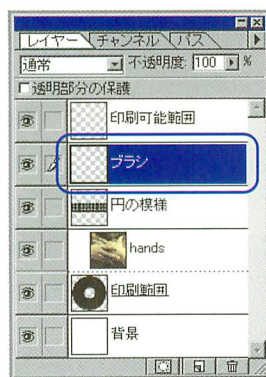 レイヤー チャンネル パス
通常 不透明度: 100 %
透明部分の保護
印刷可能範囲
ブラシ
円の模様
hands
印刷範囲
背景